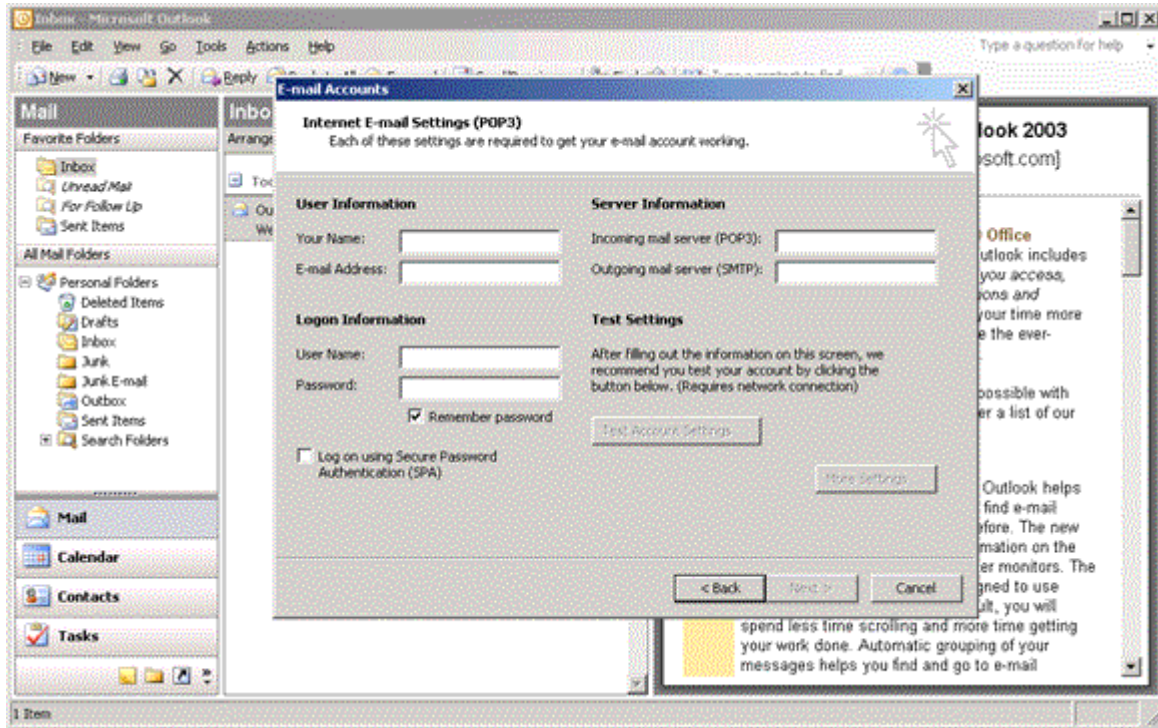 Inbox - Microsoft Outlook
File Edit View Go Tools Actions Help
Type a question for help
New Reply
Mail
Favorite Folders
Inbox
Unread Mail
For Follow Up
Sent Items
All Mail Folders
Personal Folders
Deleted Items
Drafts
Inbox
Junk
Junk E-mail
Outbox
Sent Items
Search Folders
Mail
Calendar
Contacts
Tasks
1 Item
Inbo
Arrange
Ou
We
E-mail Accounts
Internet E-mail Settings (POP3)
Each of these settings are required to get your e-mail account working.
User Information
Your Name:
E-mail Address:
Logon Information
User Name:
Password:
Remember password
Log on using Secure Password
Authentication (SPA)
Server Information
Incoming mail server (POP3):
Outgoing mail server (SMTP):
Test Settings
After filling out the information on this screen, we
recommend you test your account by clicking the
button below. (Requires network connection)
Test Account Settings
More Settings
< Back Next > Cancel
look 2003
osoft.com]
Office
utlook includes
you access,
ions and
your time more
e the ever-
possible with
er a list of our
Outlook helps
find e-mail
efore. The new
mation on the
er monitors. The
gned to use
ult, you will
spend less time scrolling and more time getting
your work done. Automatic grouping of your
messages helps you find and go to e-mail